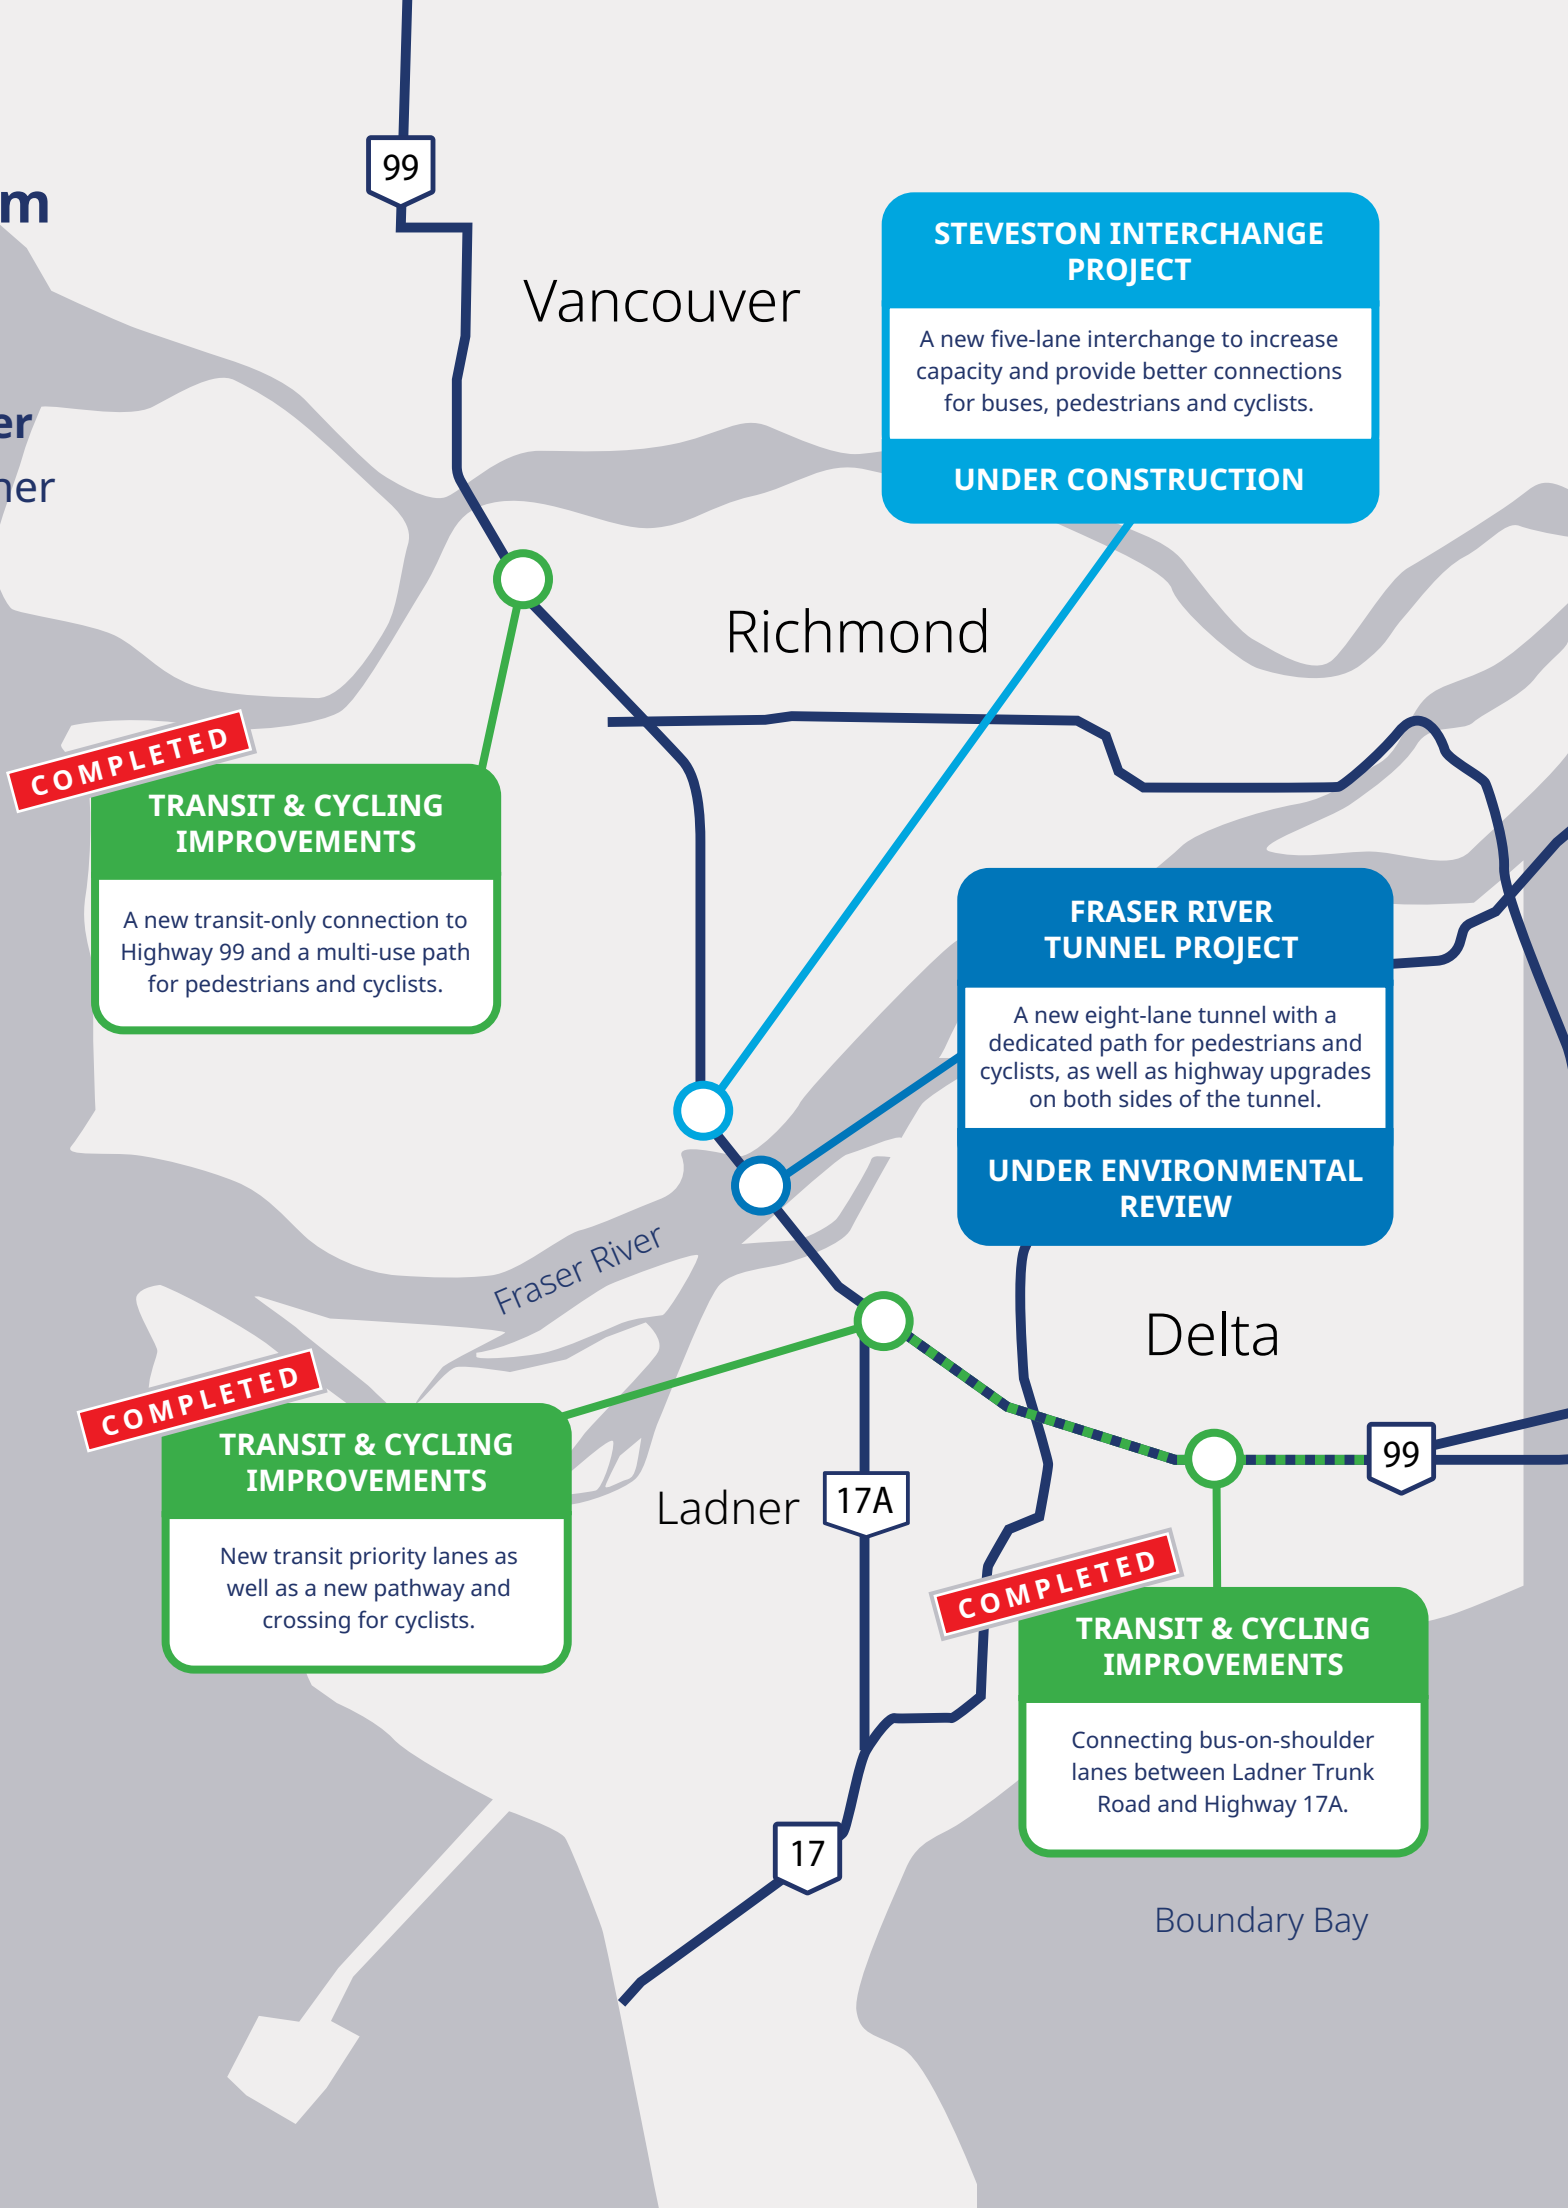 99
m
STEVESTON INTERCHANGE
PROJECT
A new five-lane interchange to increase
capacity and provide better connections
for buses, pedestrians and cyclists.
UNDER CONSTRUCTION
Vancouver
er
ner
Richmond
COMPLETED
TRANSIT & CYCLING
IMPROVEMENTS
A new transit-only connection to
Highway 99 and a multi-use path
for pedestrians and cyclists.
FRASER RIVER
TUNNEL PROJECT
A new eight-lane tunnel with a
dedicated path for pedestrians and
cyclists, as well as highway upgrades
on both sides of the tunnel.
UNDER ENVIRONMENTAL
REVIEW
Fraser River
Delta
COMPLETED
TRANSIT & CYCLING
IMPROVEMENTS
New transit priority lanes as
well as a new pathway and
crossing for cyclists.
Ladner
17A
99
COMPLETED
TRANSIT & CYCLING
IMPROVEMENTS
Connecting bus-on-shoulder
lanes between Ladner Trunk
Road and Highway 17A.
17
Boundary Bay